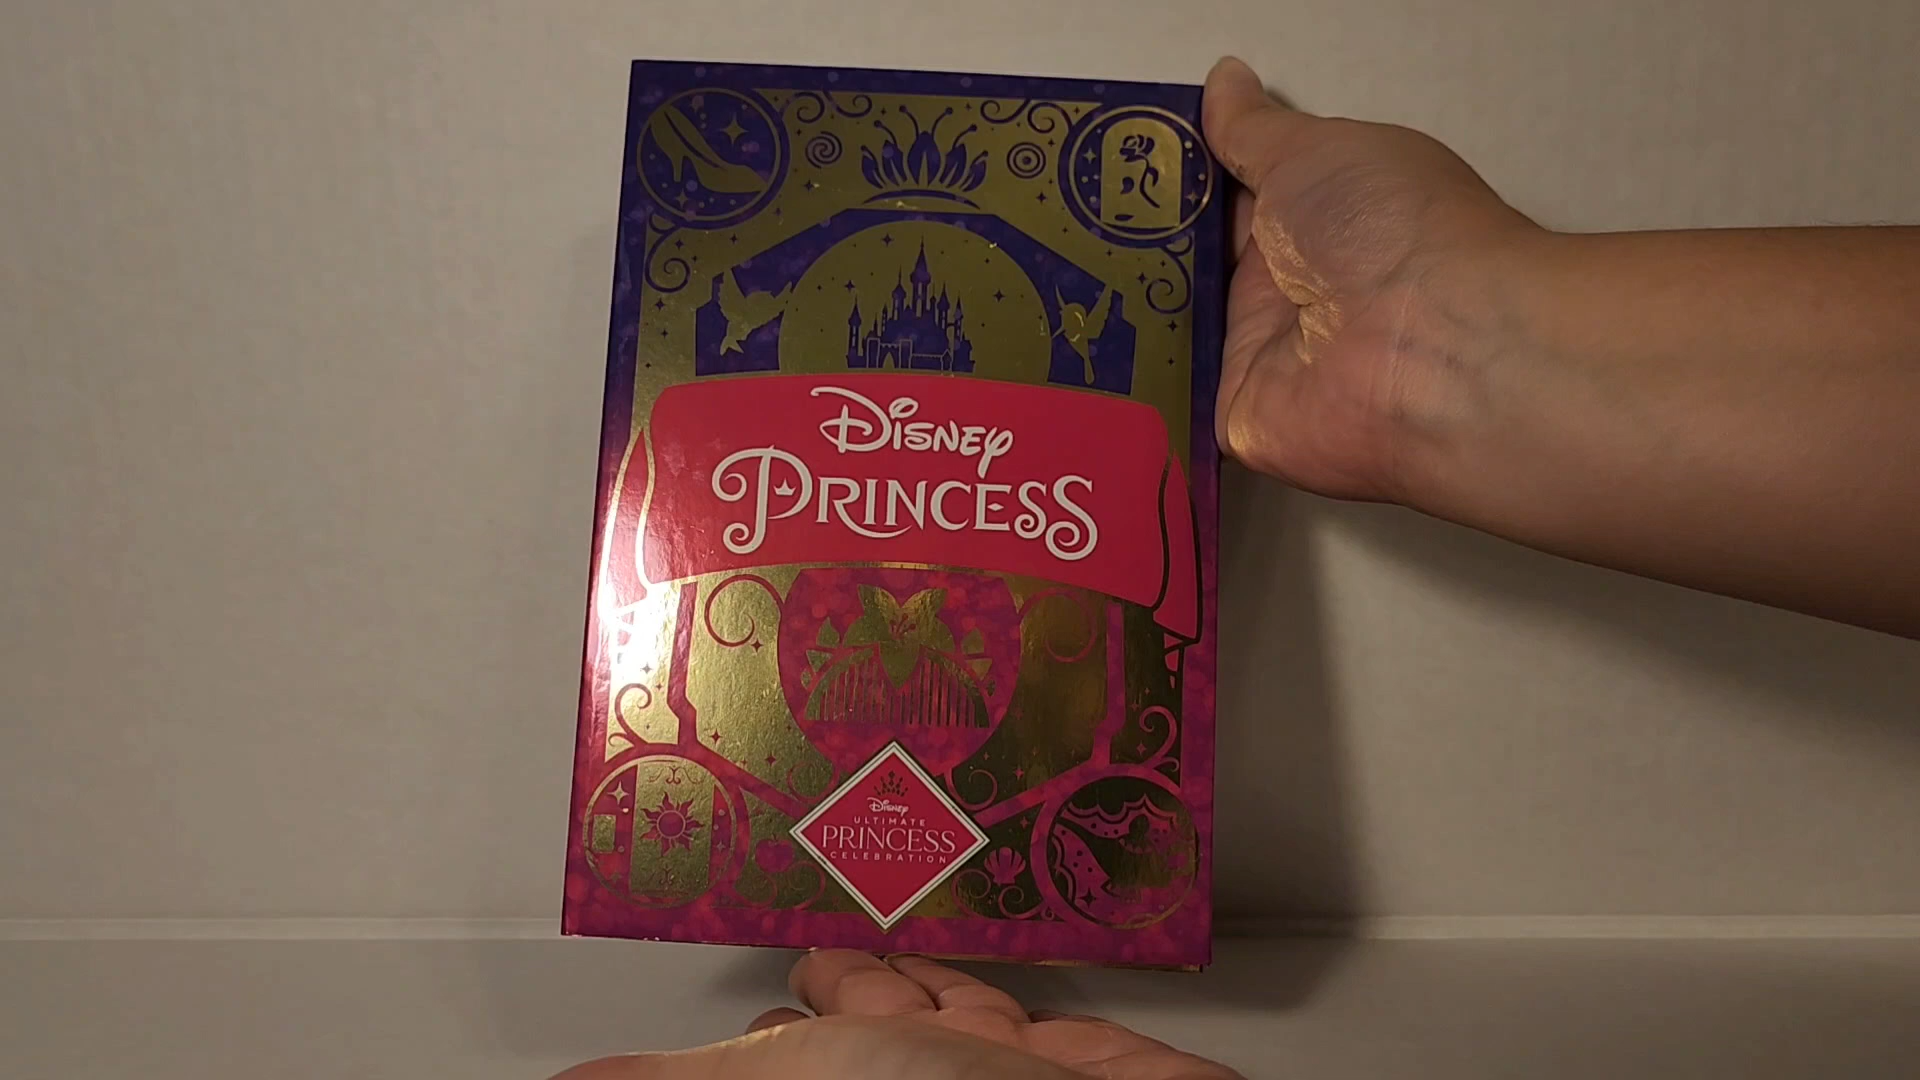 Disney
PRINCESS
Disney
ULTIMATE
PRINCESS
CELEBRATION